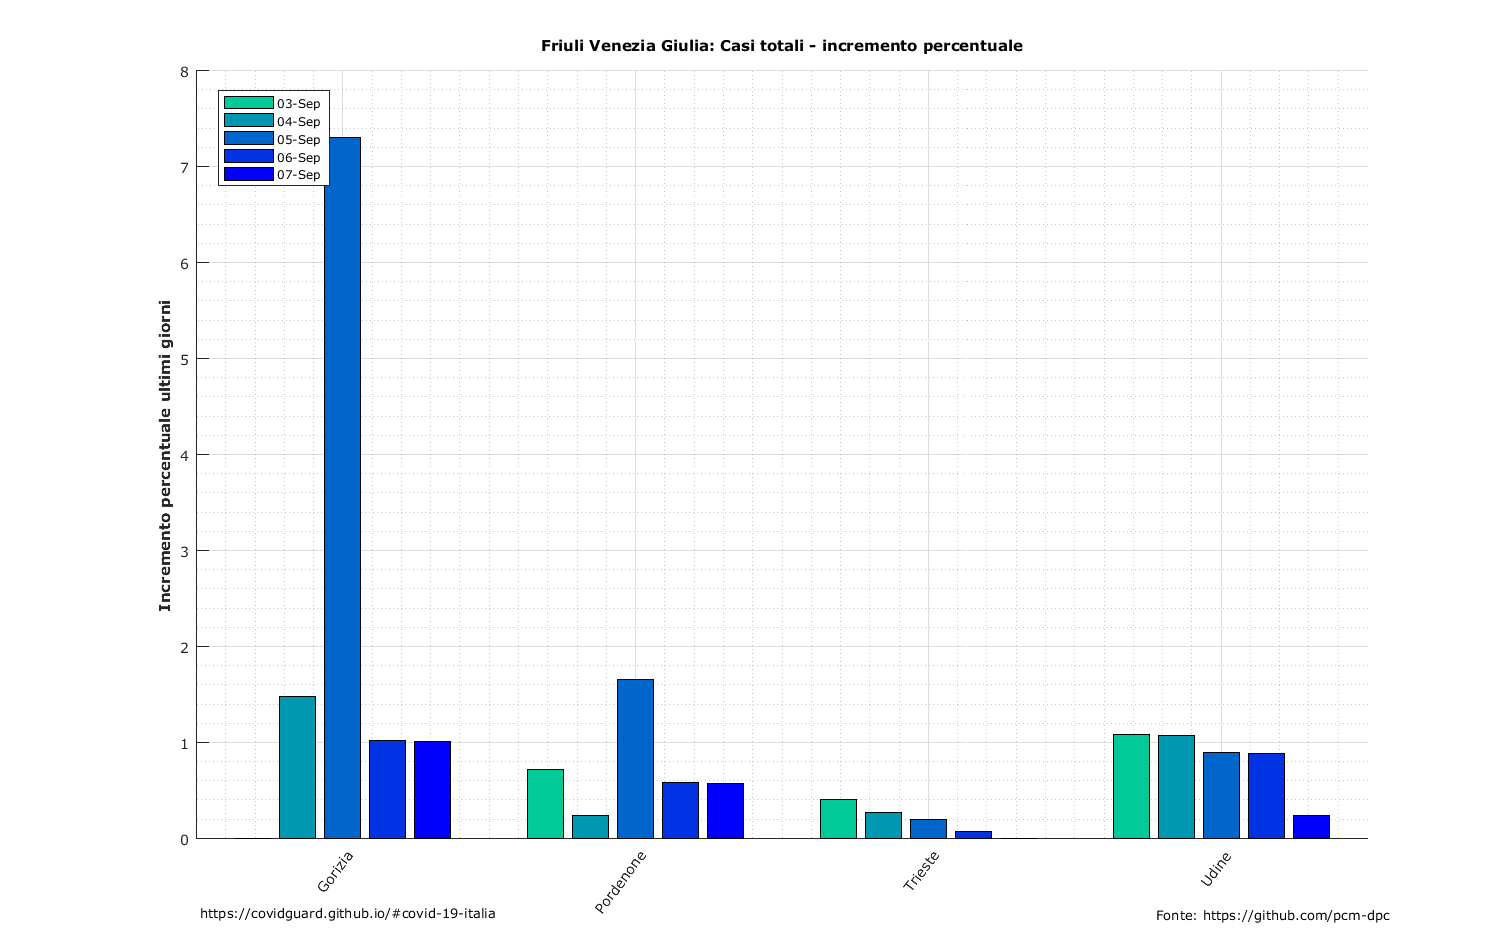 Friuli Venezia Giulia: Casi totali - incremento percentuale
Incremento percentuale ultimi giorni
8
7
6
5
4
3
2
1
0
03-Sep
04-Sep
05-Sep
06-Sep
07-Sep
Gorizia
Pordenone
Trieste
Udine
https://covidguard.github.io/#covid-19-italia
Fonte: https://github.com/pcm-dpc